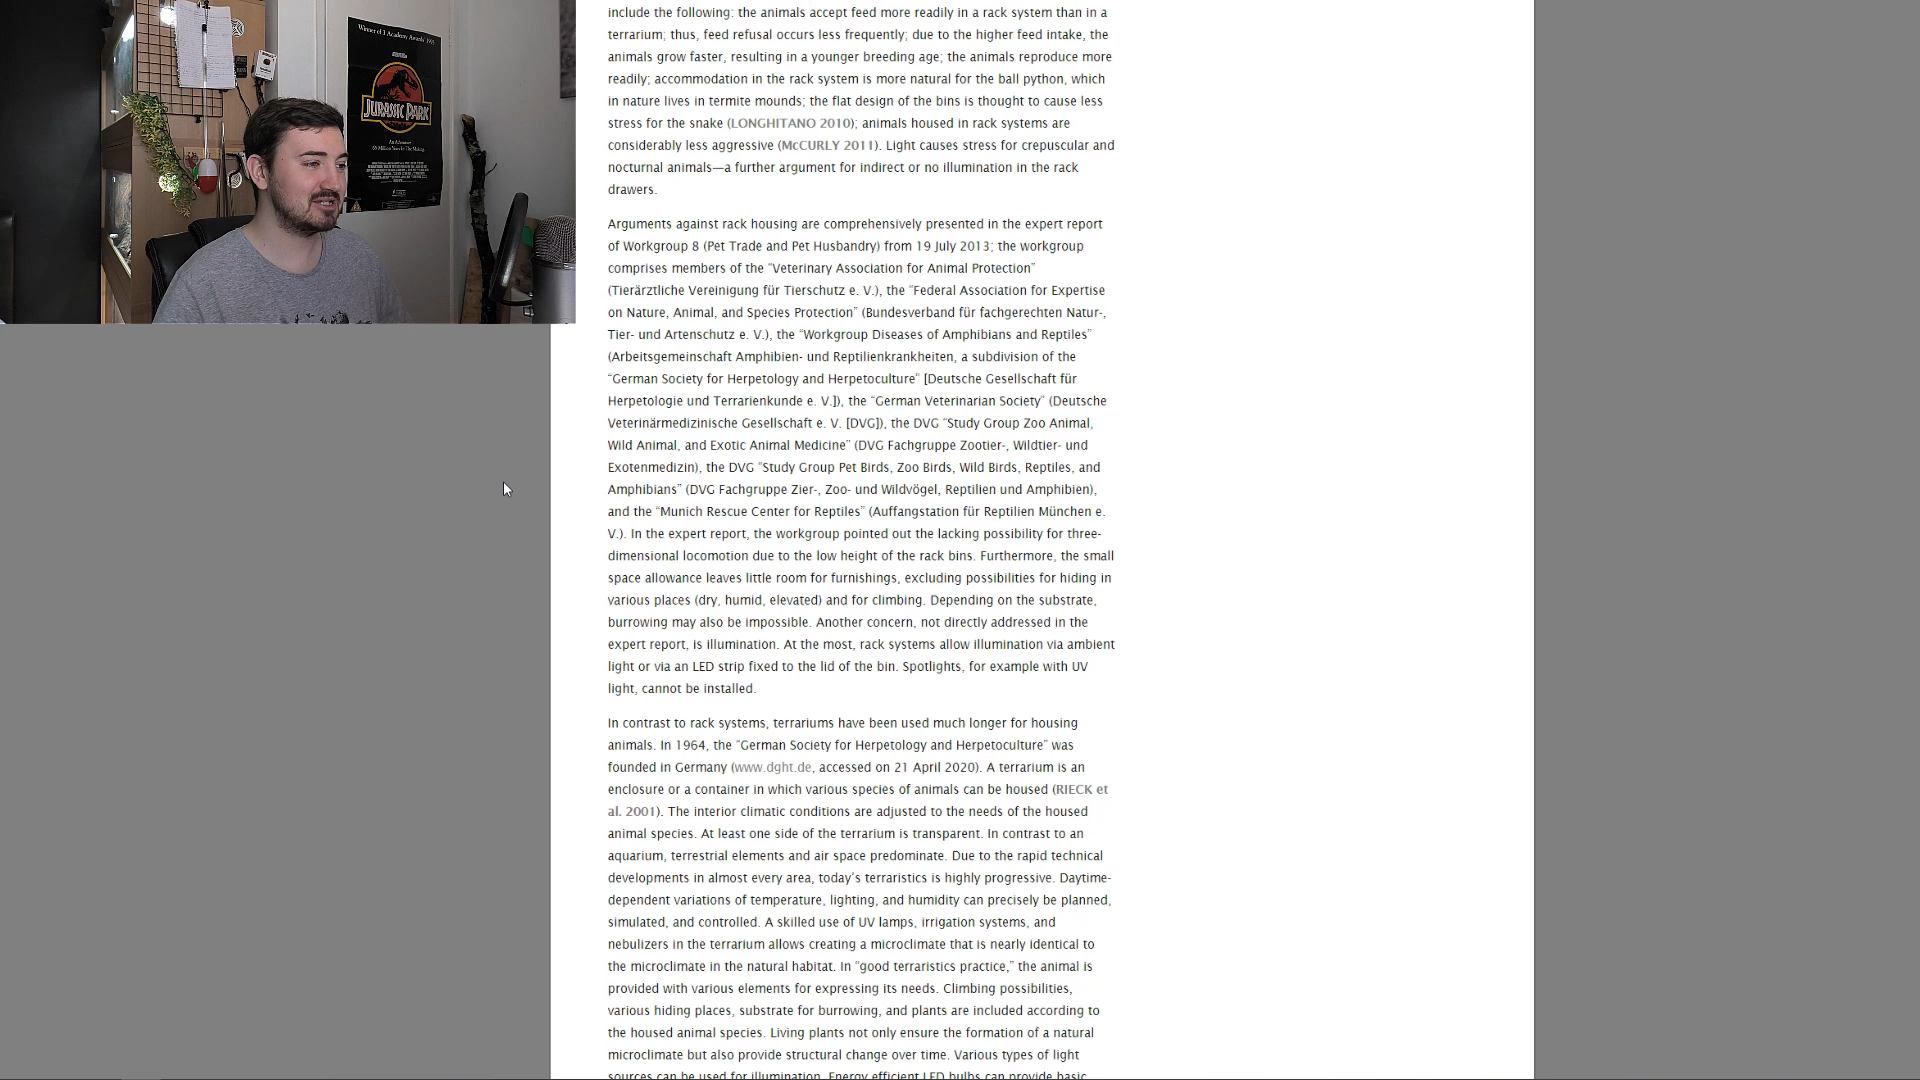 Winner of 3 Academy Awards 1993
JURASSIC PARK
An Adventure
65 Million Years In The Making.
include the following: the animals accept feed more readily in a rack system than in a
terrarium; thus, feed refusal occurs less frequently; due to the higher feed intake, the
animals grow faster, resulting in a younger breeding age; the animals reproduce more
readily; accommodation in the rack system is more natural for the ball python, which
in nature lives in termite mounds; the flat design of the bins is thought to cause less
stress for the snake (LONGHITANO 2010); animals housed in rack systems are
considerably less aggressive (McCURLY 2011). Light causes stress for crepuscular and
nocturnal animals—a further argument for indirect or no illumination in the rack
drawers.
Arguments against rack housing are comprehensively presented in the expert report
of Workgroup 8 (Pet Trade and Pet Husbandry) from 19 July 2013; the workgroup
comprises members of the “Veterinary Association for Animal Protection”
(Tierärztliche Vereinigung für Tierschutz e. V.), the “Federal Association for Expertise
on Nature, Animal, and Species Protection” (Bundesverband für fachgerechten Natur-,
Tier- und Artenschutz e. V.), the “Workgroup Diseases of Amphibians and Reptiles”
(Arbeitsgemeinschaft Amphibien- und Reptilienkrankheiten, a subdivision of the
“German Society for Herpetology and Herpetoculture” [Deutsche Gesellschaft für
Herpetologie und Terrarienkunde e. V.]), the “German Veterinarian Society” (Deutsche
Veterinärmedizinische Gesellschaft e. V. [DVG]), the DVG “Study Group Zoo Animal,
Wild Animal, and Exotic Animal Medicine” (DVG Fachgruppe Zootier-, Wildtier- und
Exotenmedizin), the DVG “Study Group Pet Birds, Zoo Birds, Wild Birds, Reptiles, and
Amphibians” (DVG Fachgruppe Zier-, Zoo- und Wildvögel, Reptilien und Amphibien),
and the “Munich Rescue Center for Reptiles” (Auffangstation für Reptilien München e.
V.). In the expert report, the workgroup pointed out the lacking possibility for three-
dimensional locomotion due to the low height of the rack bins. Furthermore, the small
space allowance leaves little room for furnishings, excluding possibilities for hiding in
various places (dry, humid, elevated) and for climbing. Depending on the substrate,
burrowing may also be impossible. Another concern, not directly addressed in the
expert report, is illumination. At the most, rack systems allow illumination via ambient
light or via an LED strip fixed to the lid of the bin. Spotlights, for example with UV
light, cannot be installed.
In contrast to rack systems, terrariums have been used much longer for housing
animals. In 1964, the “German Society for Herpetology and Herpetoculture” was
founded in Germany (www.dght.de, accessed on 21 April 2020). A terrarium is an
enclosure or a container in which various species of animals can be housed (RIECK et
al. 2001). The interior climatic conditions are adjusted to the needs of the housed
animal species. At least one side of the terrarium is transparent. In contrast to an
aquarium, terrestrial elements and air space predominate. Due to the rapid technical
developments in almost every area, today’s terraristics is highly progressive. Daytime-
dependent variations of temperature, lighting, and humidity can precisely be planned,
simulated, and controlled. A skilled use of UV lamps, irrigation systems, and
nebulizers in the terrarium allows creating a microclimate that is nearly identical to
the microclimate in the natural habitat. In “good terraristics practice,” the animal is
provided with various elements for expressing its needs. Climbing possibilities,
various hiding places, substrate for burrowing, and plants are included according to
the housed animal species. Living plants not only ensure the formation of a natural
microclimate but also provide structural change over time. Various types of light
sources can be used for illumination. Energy efficient LED bulbs can provide basic